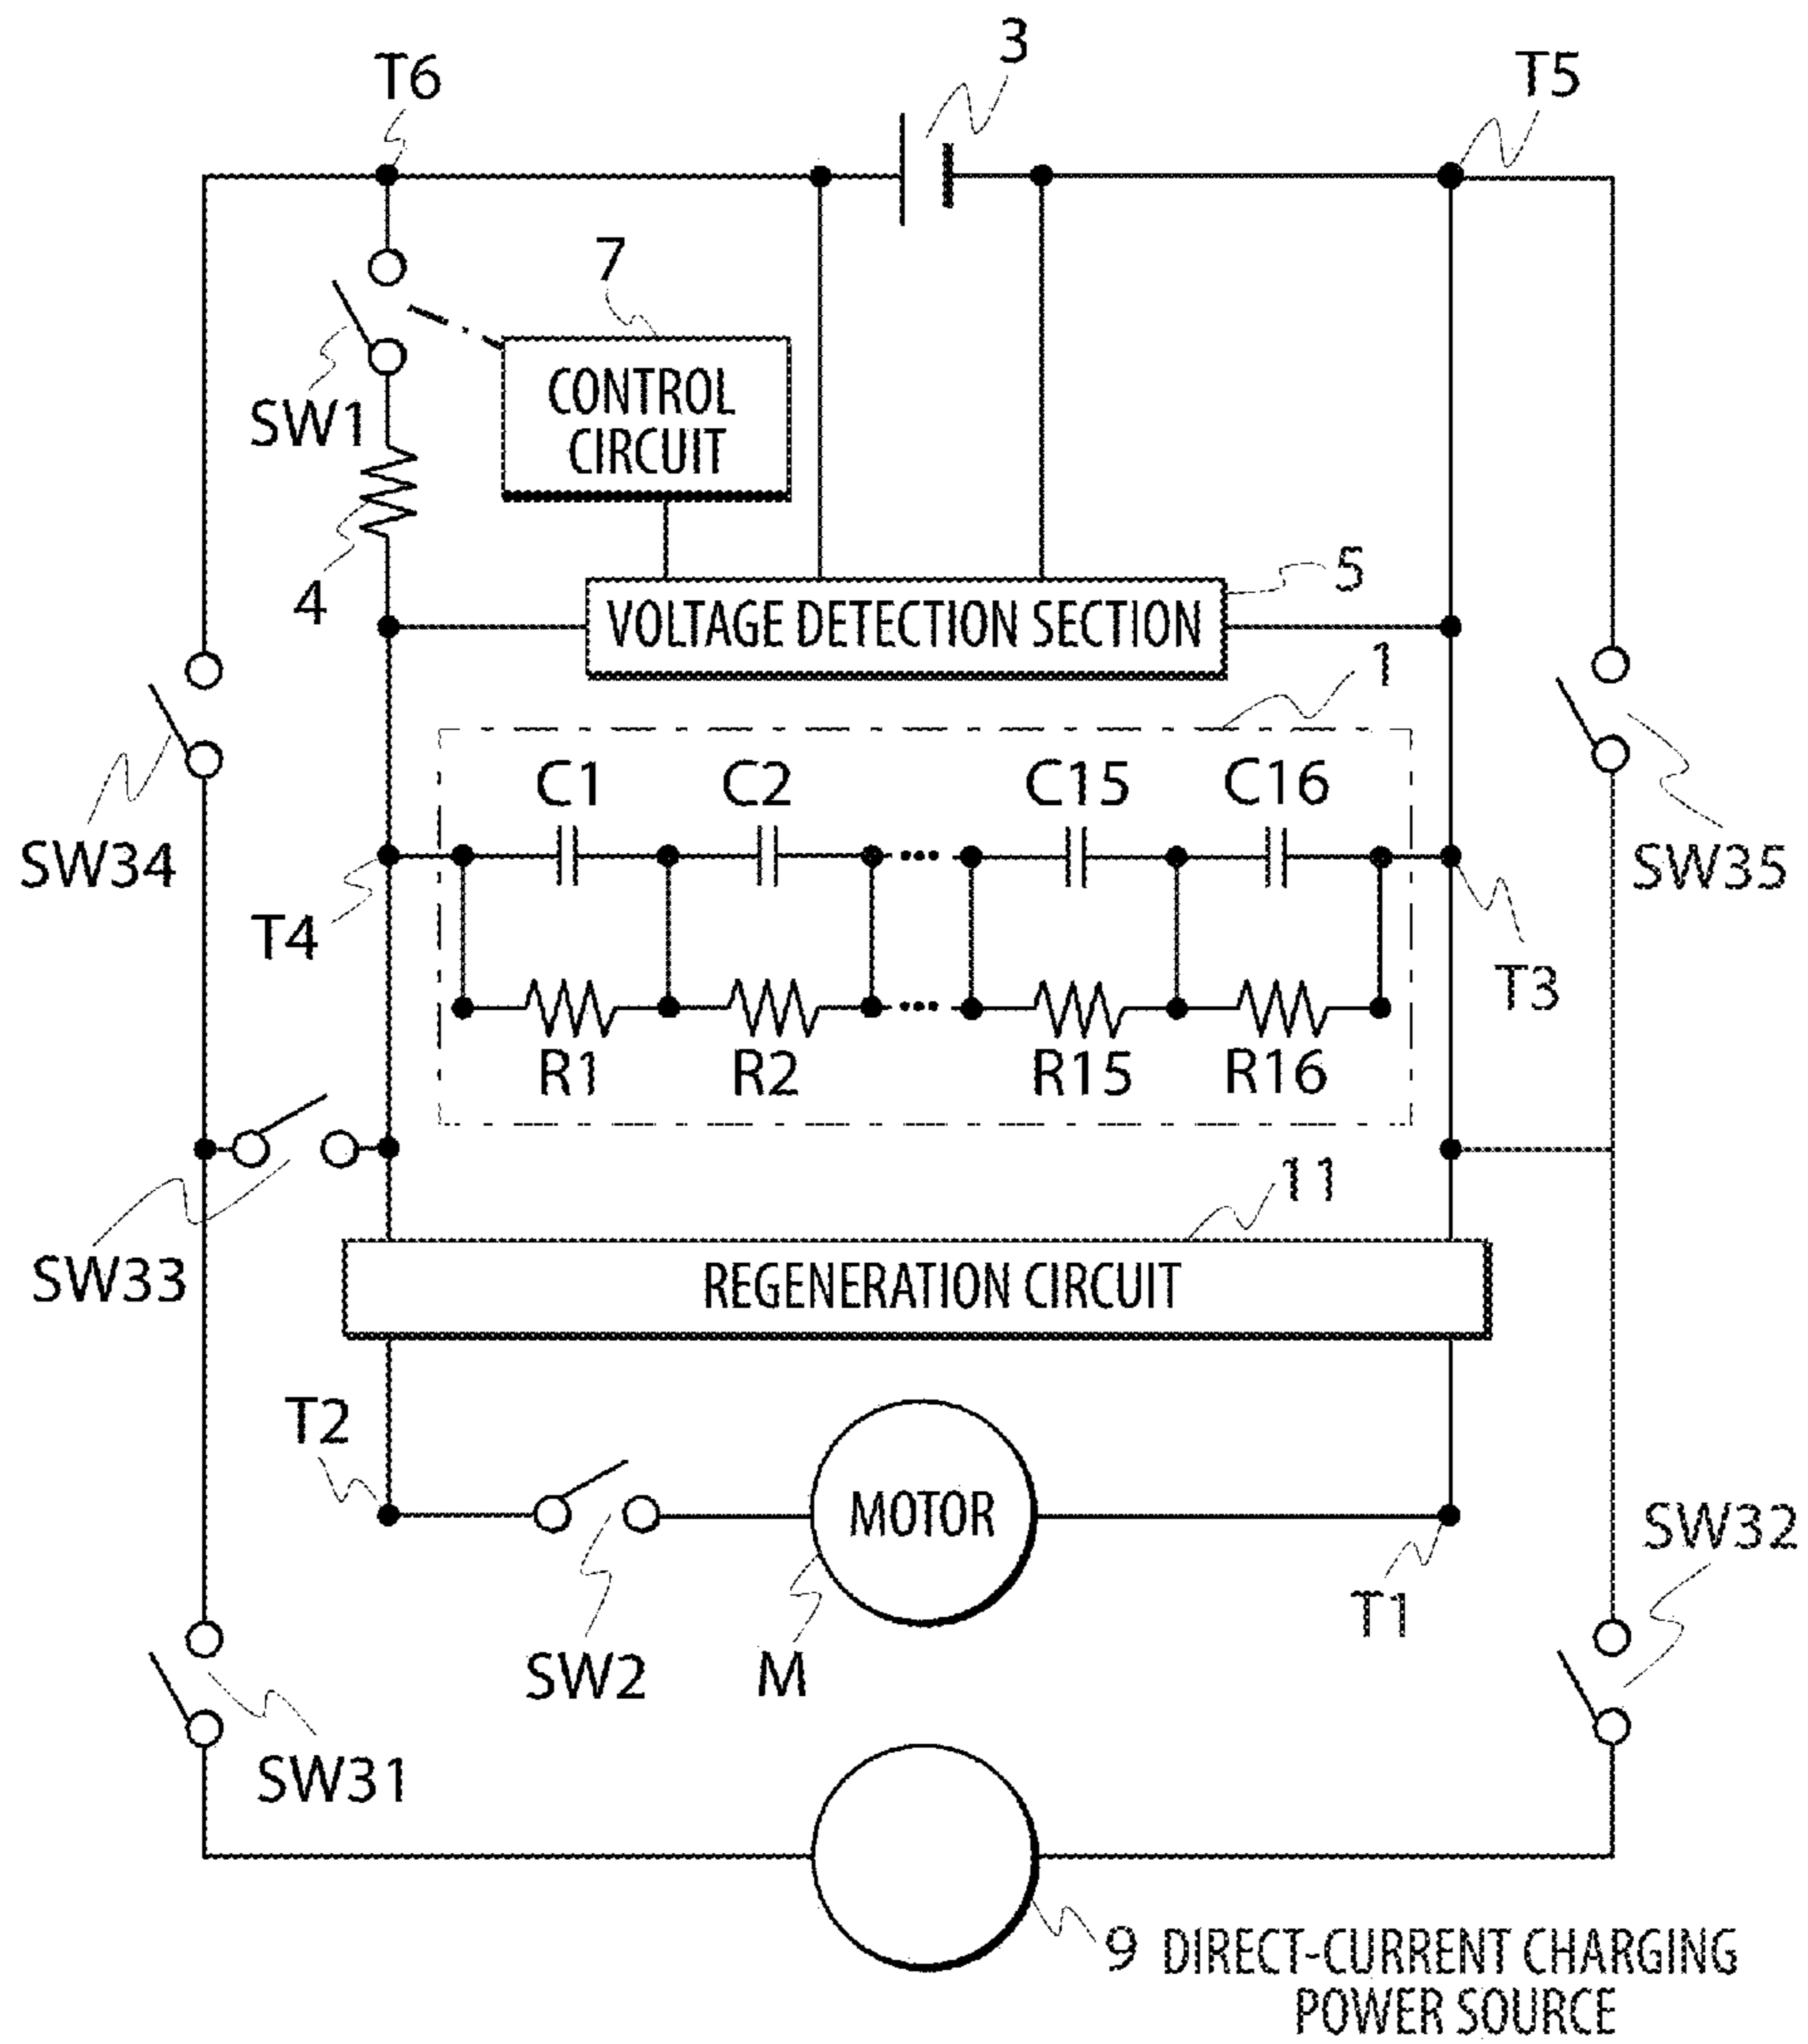 3
T6
T5
7
CONTROL
CIRCUIT
SW1
4
VOLTAGE DETECTION SECTION
5
1
C1
C2
C15
C16
SW34
SW35
T4
T3
R1
R2
R15
R16
11
SW33
REGENERATION CIRCUIT
T2
MOTOR
SW32
T1
SW2
M
SW31
9 DIRECT-CURRENT CHARGING
POWER SOURCE